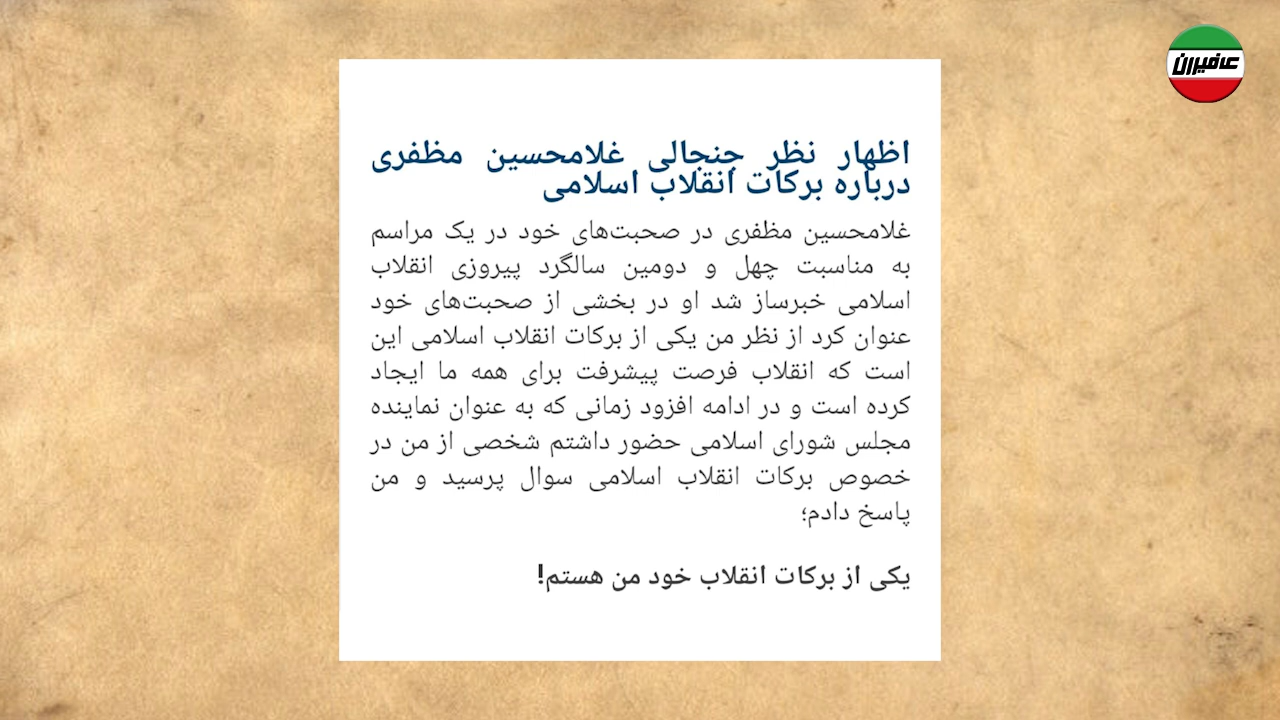 عافیران
اظهار نظر جنجالی غلامحسین مظفری
درباره برکات انقلاب اسلامی
غلامحسین مظفری در صحبت‌های خود در یک مراسم
به مناسبت چهل و دومین سالگرد پیروزی انقلاب
اسلامی خبرساز شد او در بخشی از صحبت‌های خود
عنوان کرد از نظر من یکی از برکات انقلاب اسلامی این
است که انقلاب فرصت پیشرفت برای همه ما ایجاد
کرده است و در ادامه افزود زمانی که به عنوان نماینده
مجلس شورای اسلامی حضور داشتم شخصی از من در
خصوص برکات انقلاب اسلامی سوال پرسید و من
پاسخ دادم؛
یکی از برکات انقلاب خود من هستم!